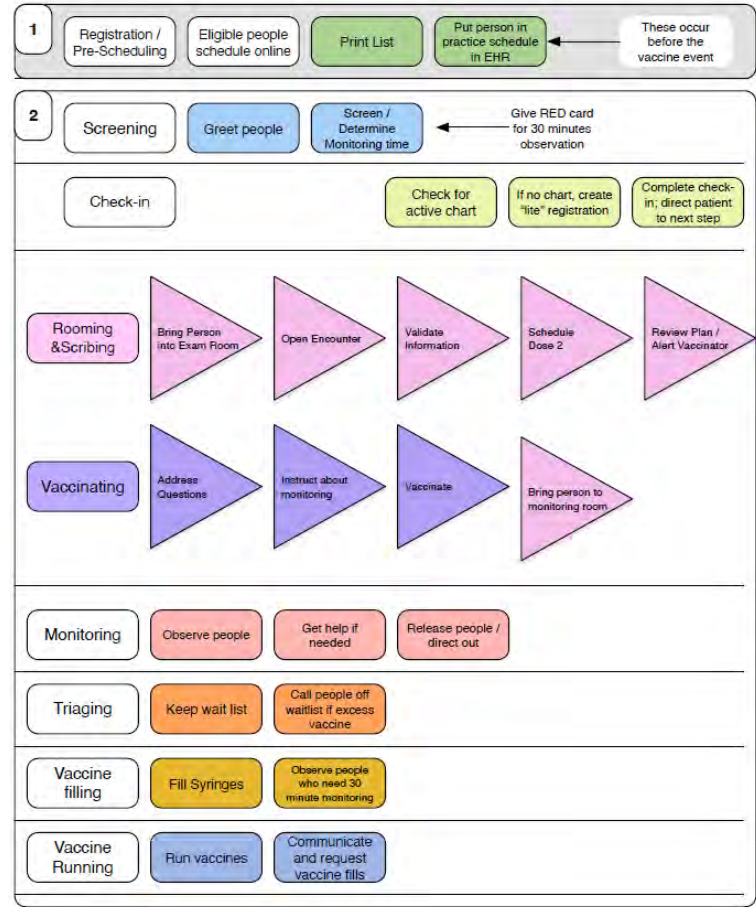 1
Registration /
Pre-Scheduling
Eligible people
schedule online
Print List
Put person in
practice schedule
in EHR
These occur
before the
vaccine event
2
Screening
Greet people
Screen /
Determine
Monitoring time
Give RED card
for 30 minutes
observation
Check-in
Check for
active chart
If no chart, create
"lite" registration
Complete check-
in; direct patient
to next step
Rooming
&Scribing
Bring Person
into Exam Room
Open Encounter
Validate
Information
Schedule
Dose 2
Review Plan /
Alert Vaccinator
Vaccinating
Address
Questions
Instruct about
monitoring
Vaccinate
Bring person to
monitoring room
Monitoring
Observe people
Get help if
needed
Release people /
direct out
Triaging
Keep wait list
Call people off
waitlist if excess
vaccine
Vaccine
filling
Fill Syringes
Observe people
who need 30
minute monitoring
Vaccine
Running
Run vaccines
Communicate
and request
vaccine fills